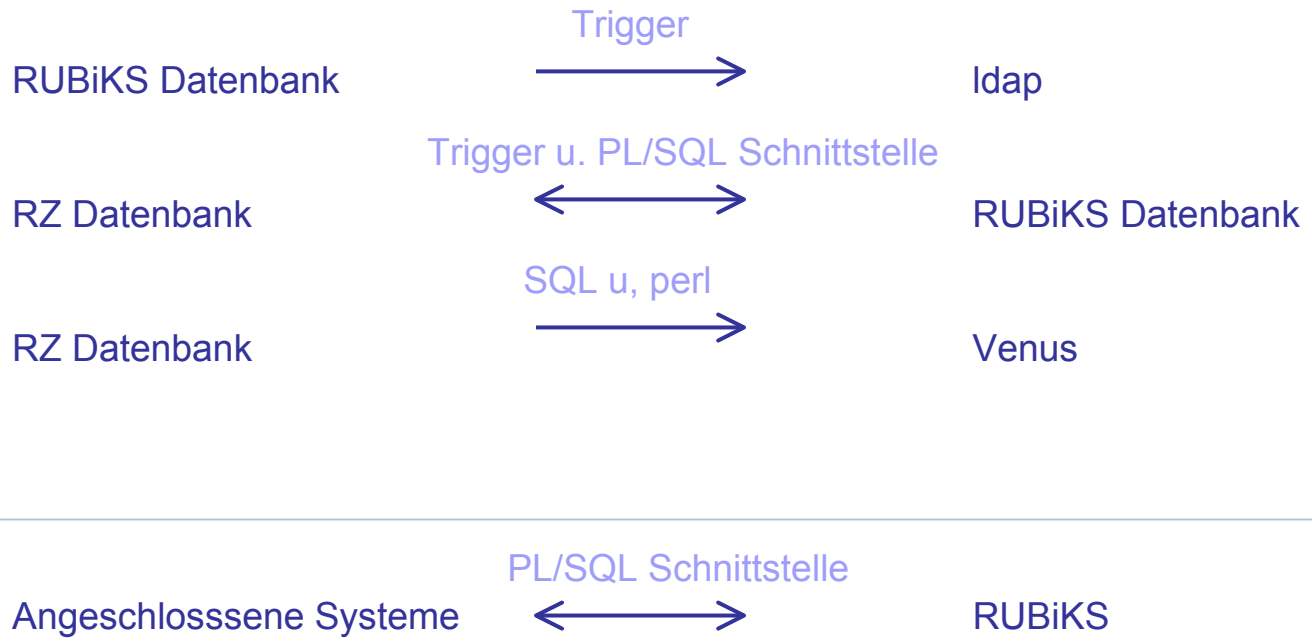 Trigger
RUBiKS Datenbank ldap
Trigger u. PL/SQL Schnittstelle
RZ Datenbank RUBiKS Datenbank
SQL u, perl
RZ Datenbank Venus
PL/SQL Schnittstelle
Angeschlosssene Systeme RUBiKS